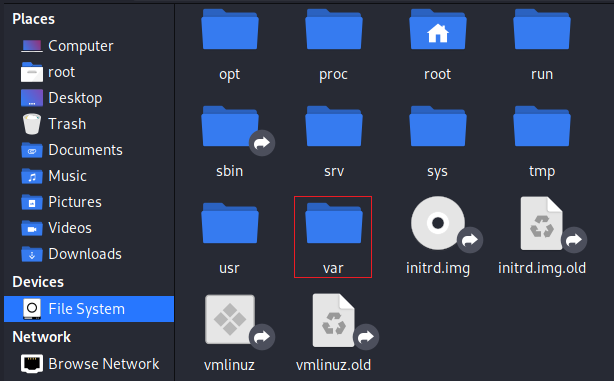 Places
Computer
root
Desktop
Trash
Documents
Music
Pictures
Videos
Downloads
Devices
File System
Network
Browse Network
opt proc root run
sbin srv sys tmp
usr var initrd.img initrd.img.old
vmlinuz vmlinuz.old